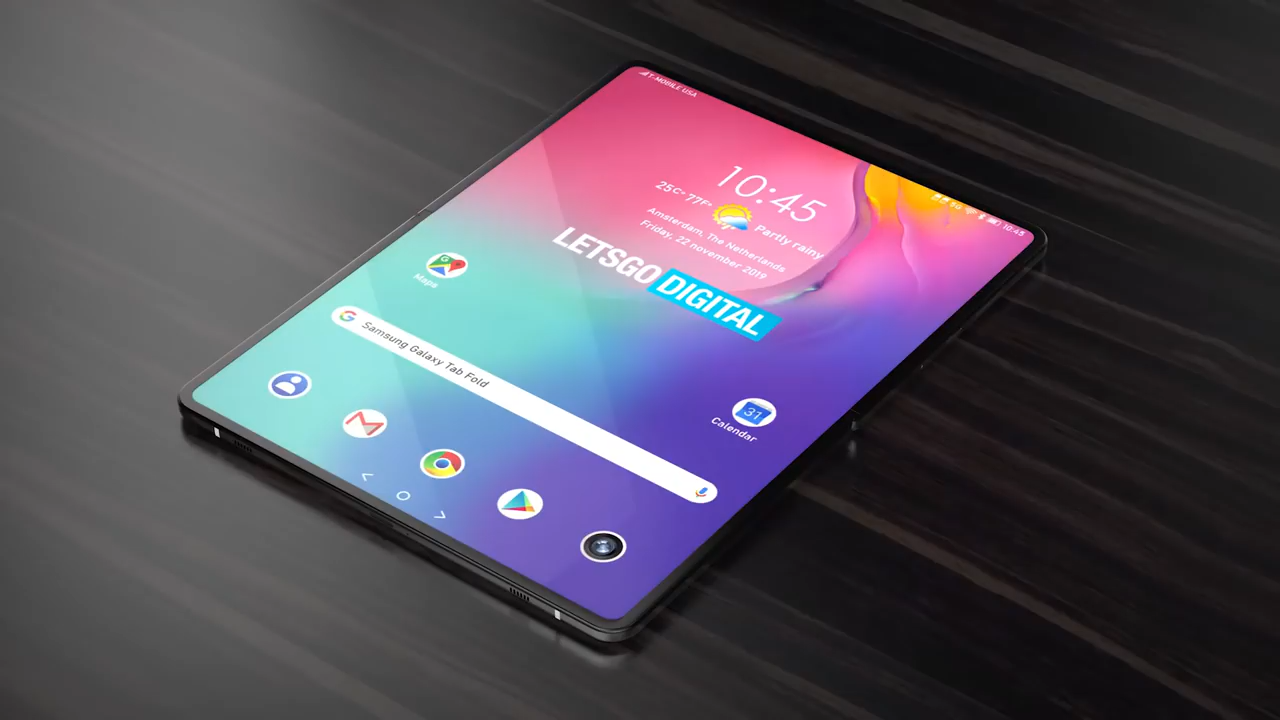 T-MOBILE USA
5G 10:45
10:45
25C° 77F° Partly rainy
Amsterdam, The Netherlands
Friday, 22 november 2019
LETSGO DIGITAL
Maps
G Samsung Galaxy Tab Fold
31
Calendar